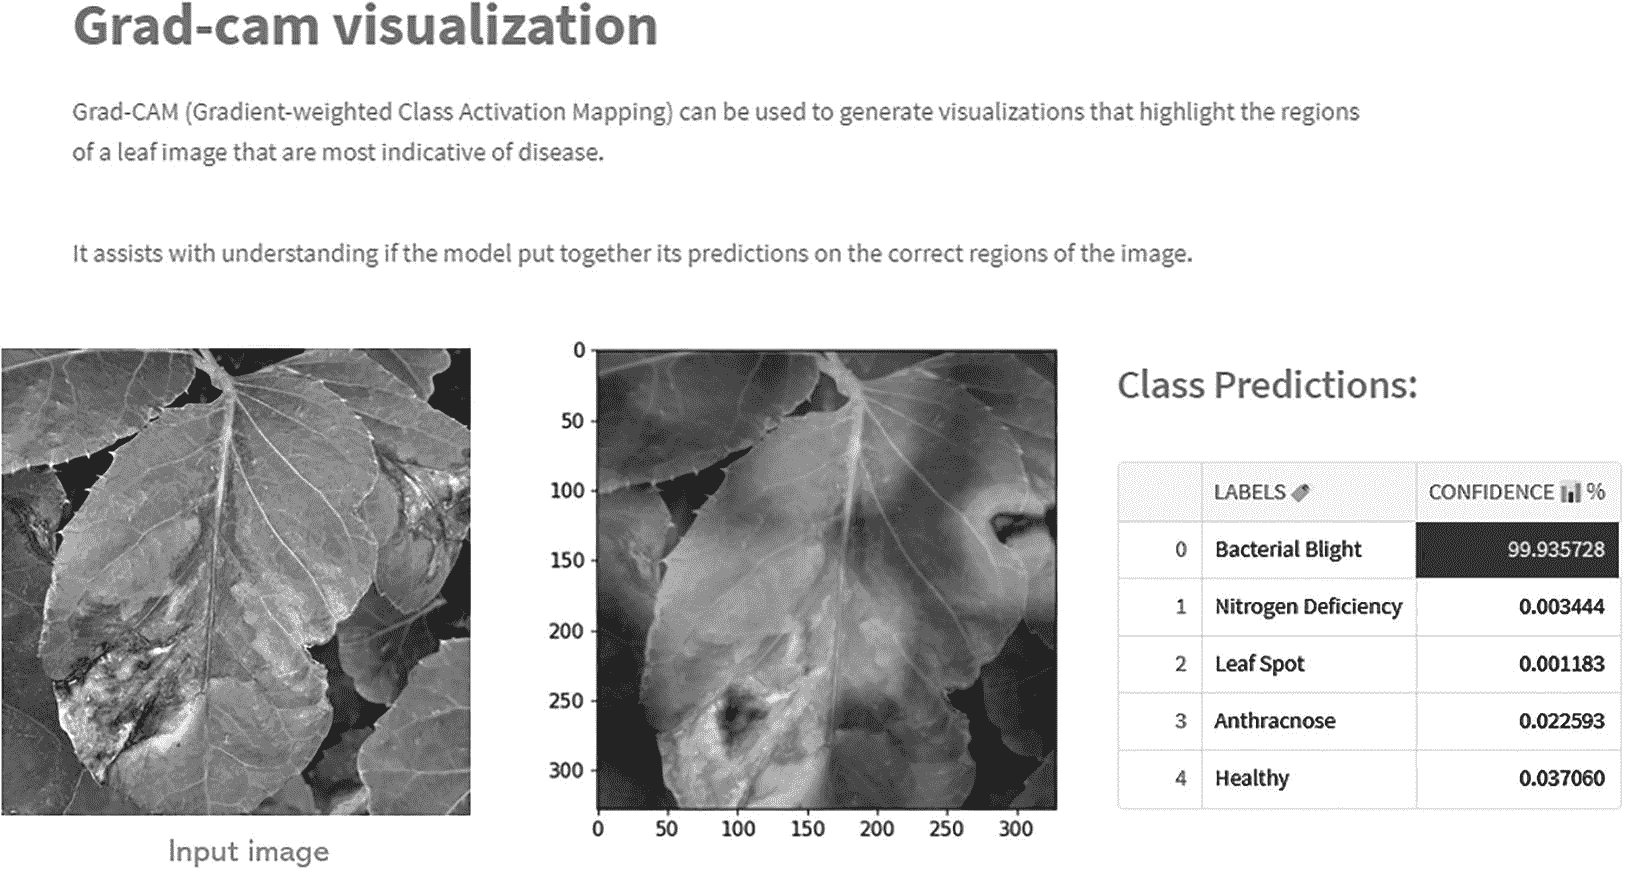 Grad-cam visualization
Grad-CAM (Gradient-weighted Class Activation Mapping) can be used to generate visualizations that highlight the regions
of a leaf image that are most indicative of disease.
It assists with understanding if the model put together its predictions on the correct regions of the image.
Input image
0
50
100
150
200
250
300
0 50 100 150 200 250 300
Class Predictions:
LABELS CONFIDENCE %
0 Bacterial Blight 99.935728
1 Nitrogen Deficiency 0.003444
2 Leaf Spot 0.001183
3 Anthracnose 0.022593
4 Healthy 0.037060